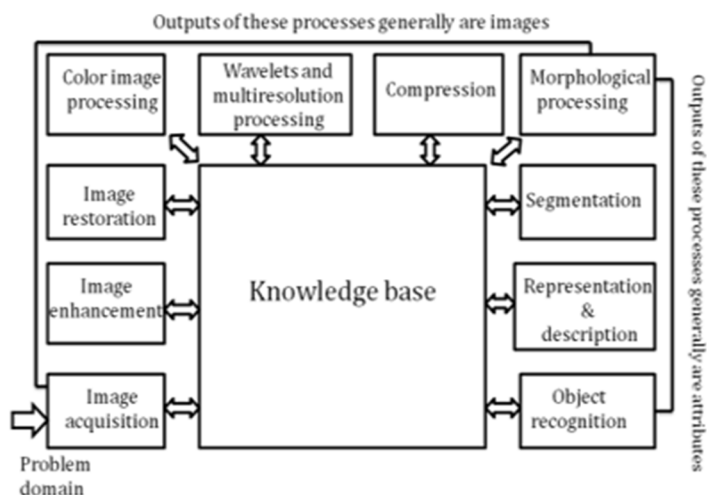 Outputs of these processes generally are images
Color image
processing
Wavelets and
multiresolution
processing
Compression
Morphological
processing
Image
restoration
Segmentation
Knowledge base
Image
enhancement
Representation
&
description
Image
acquisition
Object
recognition
Problem
domain
Outputs of these processes generally are attributes